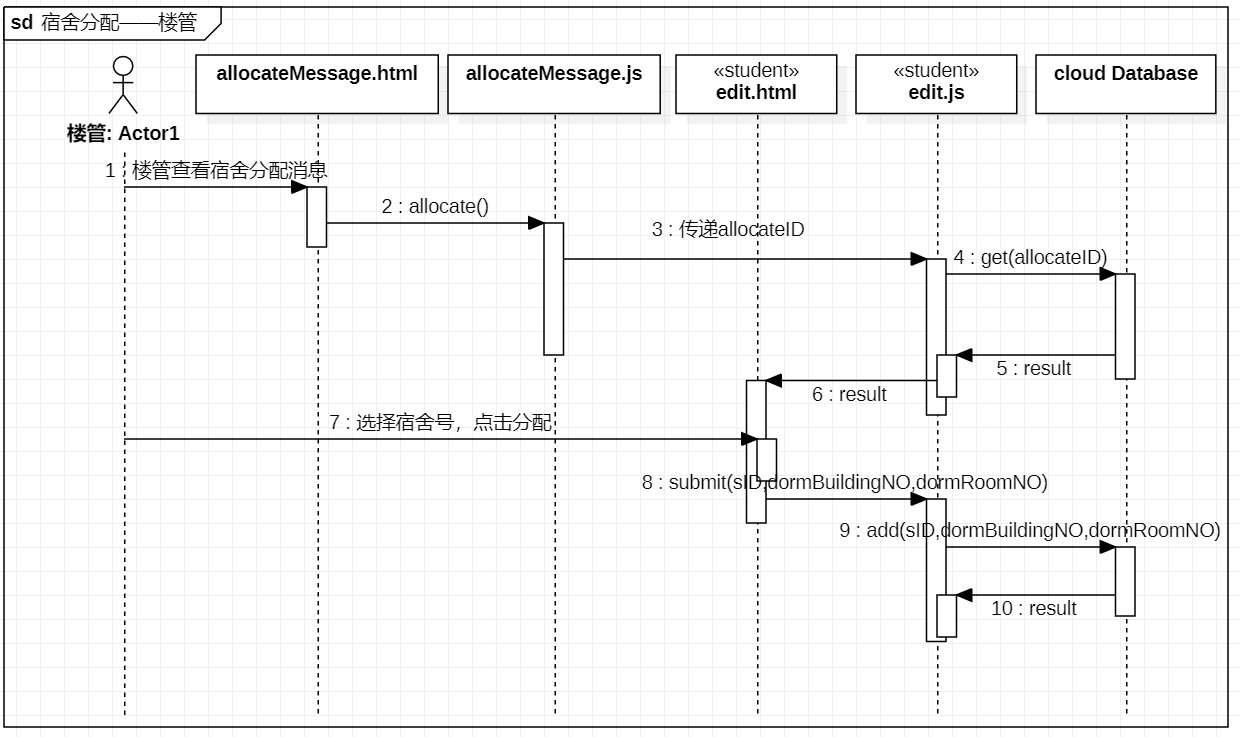 sd 宿舍分配——楼管
allocateMessage.html
allocateMessage.js
«student»
edit.html
«student»
edit.js
cloud Database
楼管: Actor1
1 : 楼管查看宿舍分配消息
2 : allocate()
3 : 传递allocateID
4 : get(allocateID)
5 : result
6 : result
7 : 选择宿舍号，点击分配
8 : submit(sID,dormBuildingNO,dormRoomNO)
9 : add(sID,dormBuildingNO,dormRoomNO)
10 : result